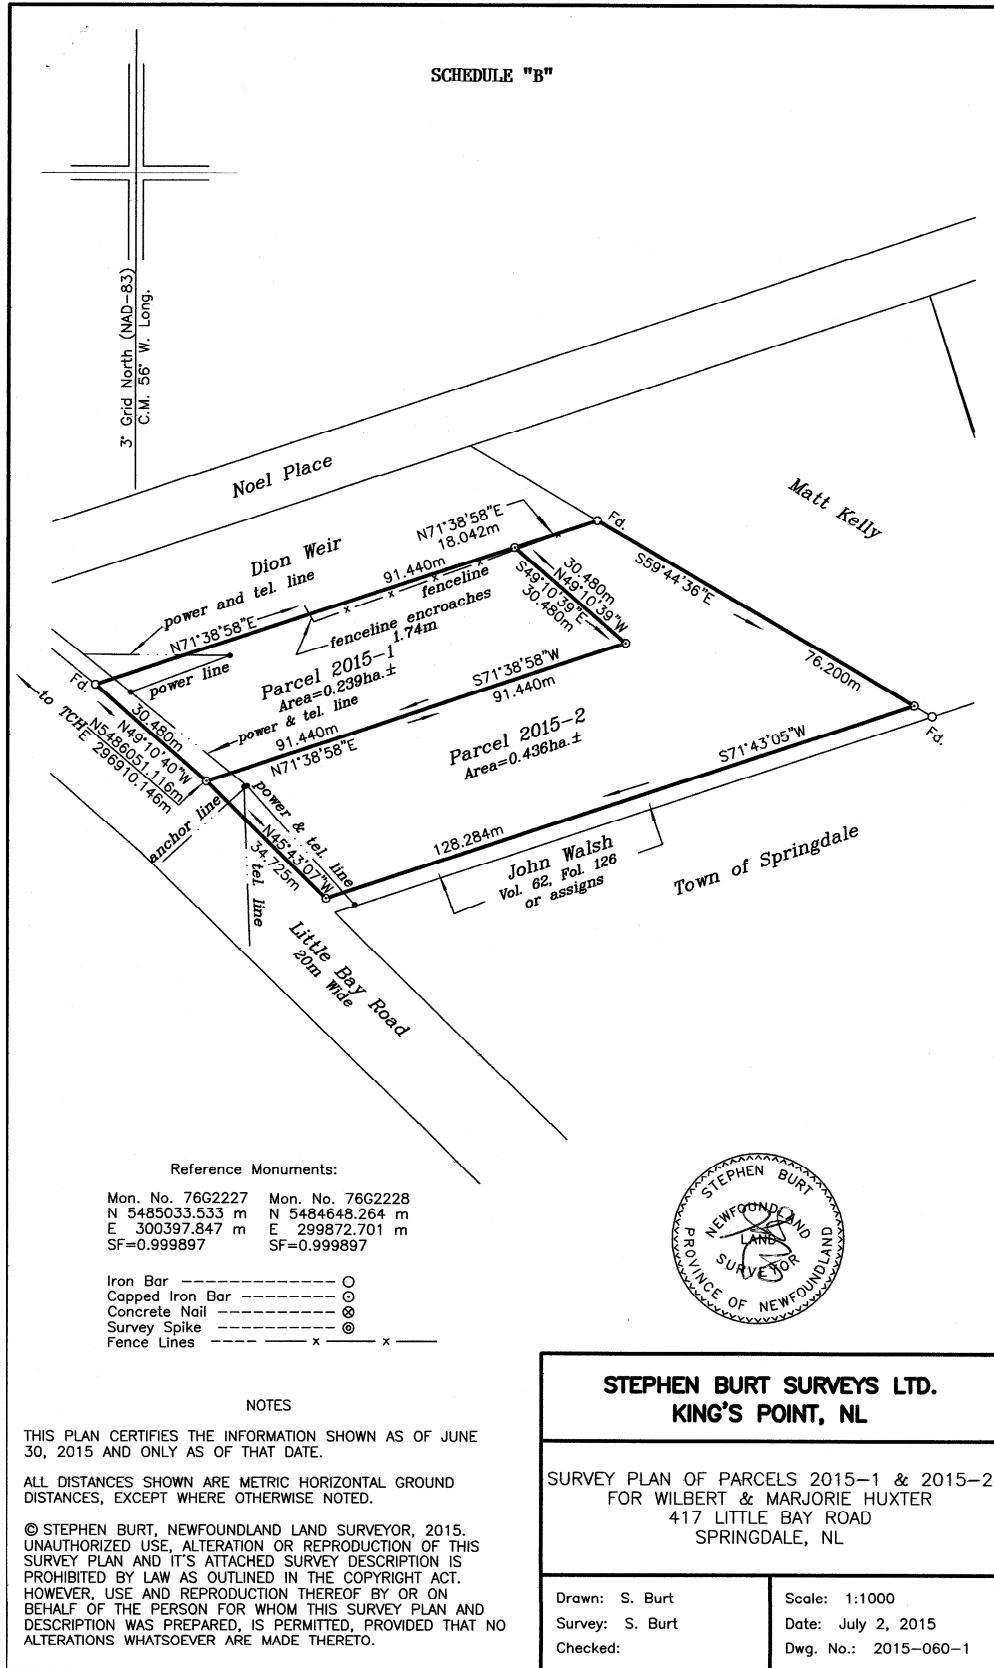 SCHEDULE "B"
3° Grid North (NAD-83)
C.M. 56° W. Long.
Noel Place
Matt Kelly
Dion Weir
N71°38'58"E
18.042m
Fd.
91.440m
fenceline
power and tel. line
N71°38'58"E
fenceline encroaches
1.74m
30.480m
N49°10'39"W
S49°10'39"E
30.480m
S59°44'36"E
76.200m
Fd.
power line
Parcel 2015-1
Area=0.239ha.±
S71°38'58"W
91.440m
power & tel. line
91.440m
N71°38'58"E
Fd.
30.480m
N49°10'40"W
to TCH
N5486051.116m
E 296910.146m
Parcel 2015-2
Area=0.436ha.±
S71°43'05"W
128.284m
anchor line
power & tel. line
N45°43'07"W
34.725m
tel. line
John Walsh
Vol. 62, Fol. 126
or assigns
Town of Springdale
Little Bay Road
20m Wide
Reference Monuments:
Mon. No. 76G2227 Mon. No. 76G2228
N 5485033.533 m N 5484648.264 m
E 300397.847 m E 299872.701 m
SF=0.999897 SF=0.999897
Iron Bar
Capped Iron Bar
Concrete Nail
Survey Spike
Fence Lines
STEPHEN BURT
NEWFOUNDLAND
LAND
SURVEYOR
PROVINCE OF NEWFOUNDLAND
NOTES
THIS PLAN CERTIFIES THE INFORMATION SHOWN AS OF JUNE
30, 2015 AND ONLY AS OF THAT DATE.
ALL DISTANCES SHOWN ARE METRIC HORIZONTAL GROUND
DISTANCES, EXCEPT WHERE OTHERWISE NOTED.
© STEPHEN BURT, NEWFOUNDLAND LAND SURVEYOR, 2015.
UNAUTHORIZED USE, ALTERATION OR REPRODUCTION OF THIS
SURVEY PLAN AND IT'S ATTACHED SURVEY DESCRIPTION IS
PROHIBITED BY LAW AS OUTLINED IN THE COPYRIGHT ACT.
HOWEVER, USE AND REPRODUCTION THEREOF BY OR ON
BEHALF OF THE PERSON FOR WHOM THIS SURVEY PLAN AND
DESCRIPTION WAS PREPARED, IS PERMITTED, PROVIDED THAT NO
ALTERATIONS WHATSOEVER ARE MADE THERETO.
STEPHEN BURT SURVEYS LTD.
KING'S POINT, NL
SURVEY PLAN OF PARCELS 2015-1 & 2015-2
FOR WILBERT & MARJORIE HUXTER
417 LITTLE BAY ROAD
SPRINGDALE, NL
Drawn: S. Burt
Survey: S. Burt
Checked:
Scale: 1:1000
Date: July 2, 2015
Dwg. No.: 2015-060-1